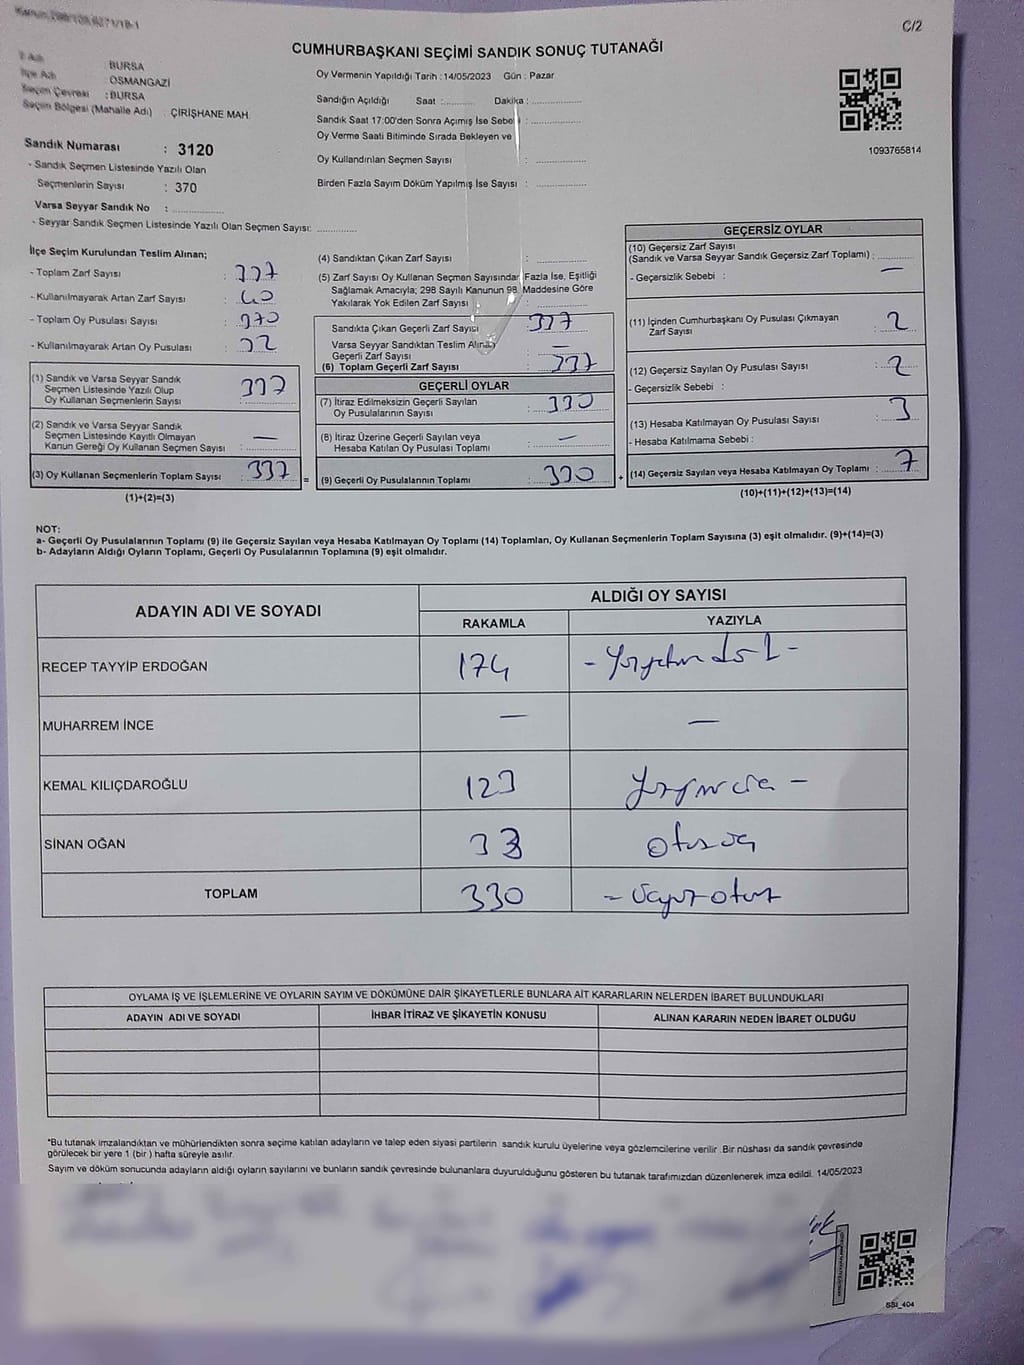 C/2
CUMHURBAŞKANI SEÇİMİ SANDIK SONUÇ TUTANAĞI
İl Adı : BURSA
İlçe Adı : OSMANGAZİ
Seçim Çevresi : BURSA
Seçim Bölgesi (Mahalle Adı) : ÇİRİŞHANE MAH.
Sandık Numarası : 3120
- Sandık Seçmen Listesinde Yazılı Olan
Seçmenlerin Sayısı : 370
Varsa Seyyar Sandık No :
- Seyyar Sandık Seçmen Listesinde Yazılı Olan Seçmen Sayısı:
Oy Vermenin Yapıldığı Tarih : 14/05/2023 Gün : Pazar
Sandığın Açıldığı Saat : Dakika :
Sandık Saat 17:00'den Sonra Açımış İse Sebebi :
Oy Verme Saati Bitiminde Sırada Bekleyen ve
Oy Kullandırılan Seçmen Sayısı :
Birden Fazla Sayım Döküm Yapılmış İse Sayısı :
1093765814
İlçe Seçim Kurulundan Teslim Alınan;
- Toplam Zarf Sayısı :
- Kullanılmayarak Artan Zarf Sayısı :
- Toplam Oy Pusulası Sayısı : 370
- Kullanılmayarak Artan Oy Pusulası :
(1) Sandık ve Varsa Seyyar Sandık
Seçmen Listesinde Yazılı Olup
Oy Kullanan Seçmenlerin Sayısı : 337
(2) Sandık ve Varsa Seyyar Sandık
Seçmen Listesinde Kayıtlı Olmayan
Kanun Gereği Oy Kullanan Seçmen Sayısı : —
(3) Oy Kullanan Seçmenlerin Toplam Sayısı : 337
(1)+(2)=(3)
(4) Sandıktan Çıkan Zarf Sayısı :
(5) Zarf Sayısı Oy Kullanan Seçmen Sayısından Fazla İse, Eşitliği
Sağlamak Amacıyla; 298 Sayılı Kanunun 98. Maddesine Göre
Yakılarak Yok Edilen Zarf Sayısı :
Sandıkta Çıkan Geçerli Zarf Sayısı : 337
Varsa Seyyar Sandıktan Teslim Alınan
Geçerli Zarf Sayısı : —
(6) Toplam Geçerli Zarf Sayısı : 337
GEÇERLİ OYLAR
(7) İtiraz Edilmeksizin Geçerli Sayılan
Oy Pusulalarının Sayısı : 330
(8) İtiraz Üzerine Geçerli Sayılan veya
Hesaba Katılan Oy Pusulası Toplamı : —
= (9) Geçerli Oy Pusulalarının Toplamı : 330
GEÇERSİZ OYLAR
(10) Geçersiz Zarf Sayısı
(Sandık ve Varsa Seyyar Sandık Geçersiz Zarf Toplamı) :
- Geçersizlik Sebebi : —
(11) İçinden Cumhurbaşkanı Oy Pusulası Çıkmayan
Zarf Sayısı : 2
(12) Geçersiz Sayılan Oy Pusulası Sayısı : 2
- Geçersizlik Sebebi :
(13) Hesaba Katılmayan Oy Pusulası Sayısı : 3
- Hesaba Katılmama Sebebi :
+ (14) Geçersiz Sayılan veya Hesaba Katılmayan Oy Toplamı : 7
(10)+(11)+(12)+(13)=(14)
NOT:
a- Geçerli Oy Pusulalarının Toplamı (9) ile Geçersiz Sayılan veya Hesaba Katılmayan Oy Toplamı (14) Toplamları, Oy Kullanan Seçmenlerin Toplam Sayısına (3) eşit olmalıdır. (9)+(14)=(3)
b- Adayların Aldığı Oyların Toplamı, Geçerli Oy Pusulalarının Toplamına (9) eşit olmalıdır.
ADAYIN ADI VE SOYADI ALDIĞI OY SAYISI
RAKAMLA YAZIYLA
RECEP TAYYİP ERDOĞAN 174
MUHARREM İNCE — —
KEMAL KILIÇDAROĞLU 123
SİNAN OĞAN 33 otuzüç
TOPLAM 330 - üçyüzotuz
OYLAMA İŞ VE İŞLEMLERİNE VE OYLARIN SAYIM VE DÖKÜMÜNE DAİR ŞİKAYETLERLE BUNLARA AİT KARARLARIN NELERDEN İBARET BULUNDUKLARI
ADAYIN ADI VE SOYADI İHBAR İTİRAZ VE ŞİKAYETİN KONUSU ALINAN KARARIN NEDEN İBARET OLDUĞU
*Bu tutanak imzalandıktan ve mühürlendikten sonra seçime katılan adayların ve talep eden siyasi partilerin sandık kurulu üyelerine veya gözlemcilerine verilir. Bir nüshası da sandık çevresinde
görülecek bir yere 1 (bir ) hafta süreyle asılır.
Sayım ve döküm sonucunda adayların aldığı oyların sayılarını ve bunların sandık çevresinde bulunanlara duyurulduğunu gösteren bu tutanak tarafımızdan düzenlenerek imza edildi. 14/05/2023
SSI_404